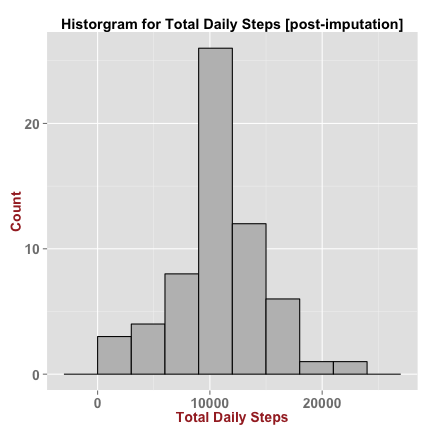 Historgram for Total Daily Steps [post-imputation]
20
10
0
Count
0 10000 20000
Total Daily Steps